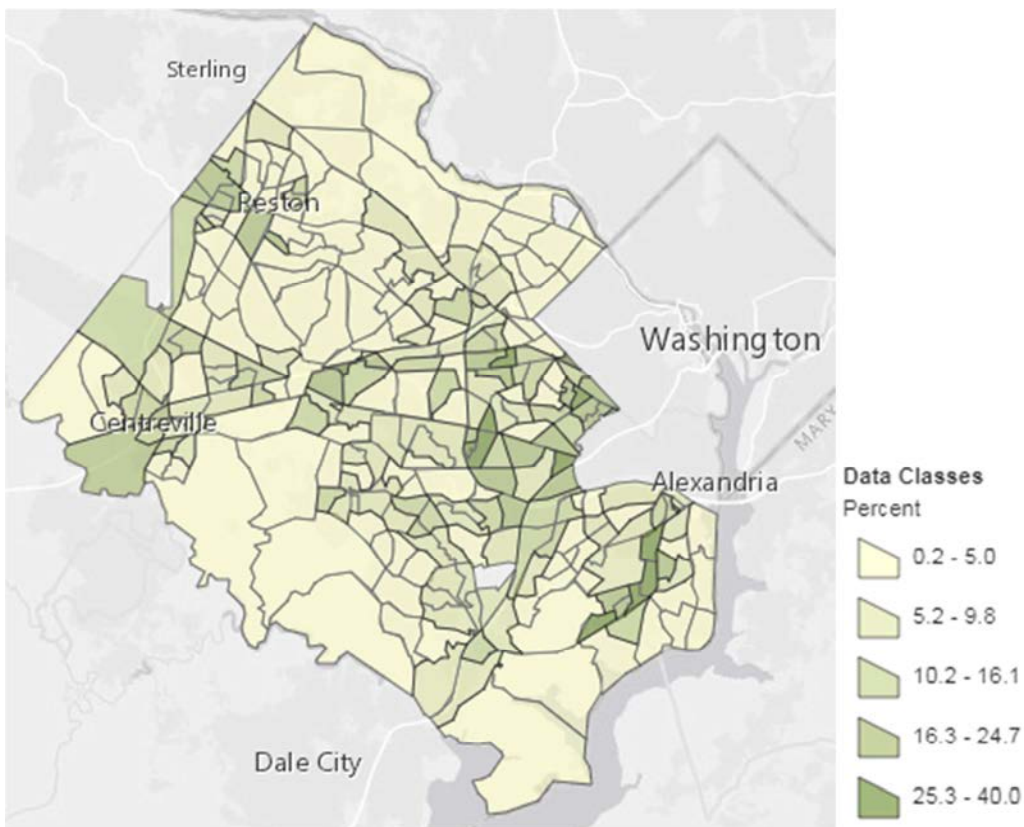 Sterling
Reston
Washington
Centreville
MARY
Alexandria
Dale City
Data Classes
Percent
0.2 - 5.0
5.2 - 9.8
10.2 - 16.1
16.3 - 24.7
25.3 - 40.0